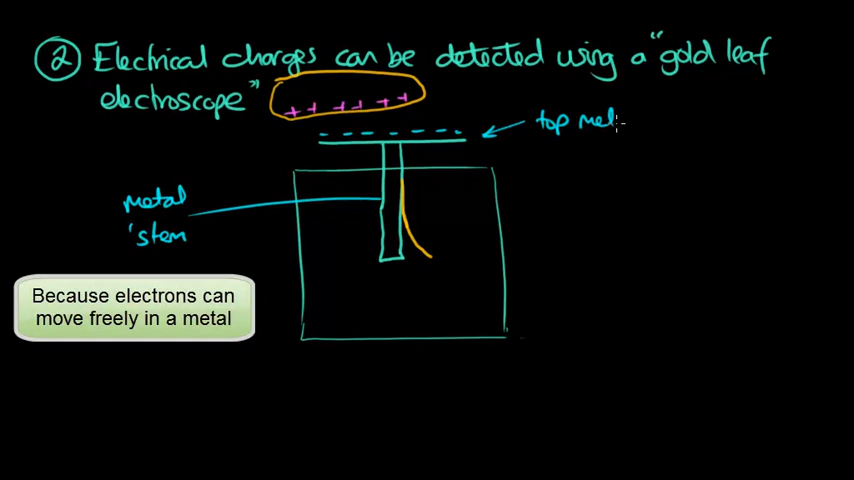 ② Electrical charges can be detected using a "gold leaf
electroscope"
++ ++ ++
- - - - - -
top met
metal
'stem
Because electrons can
move freely in a metal